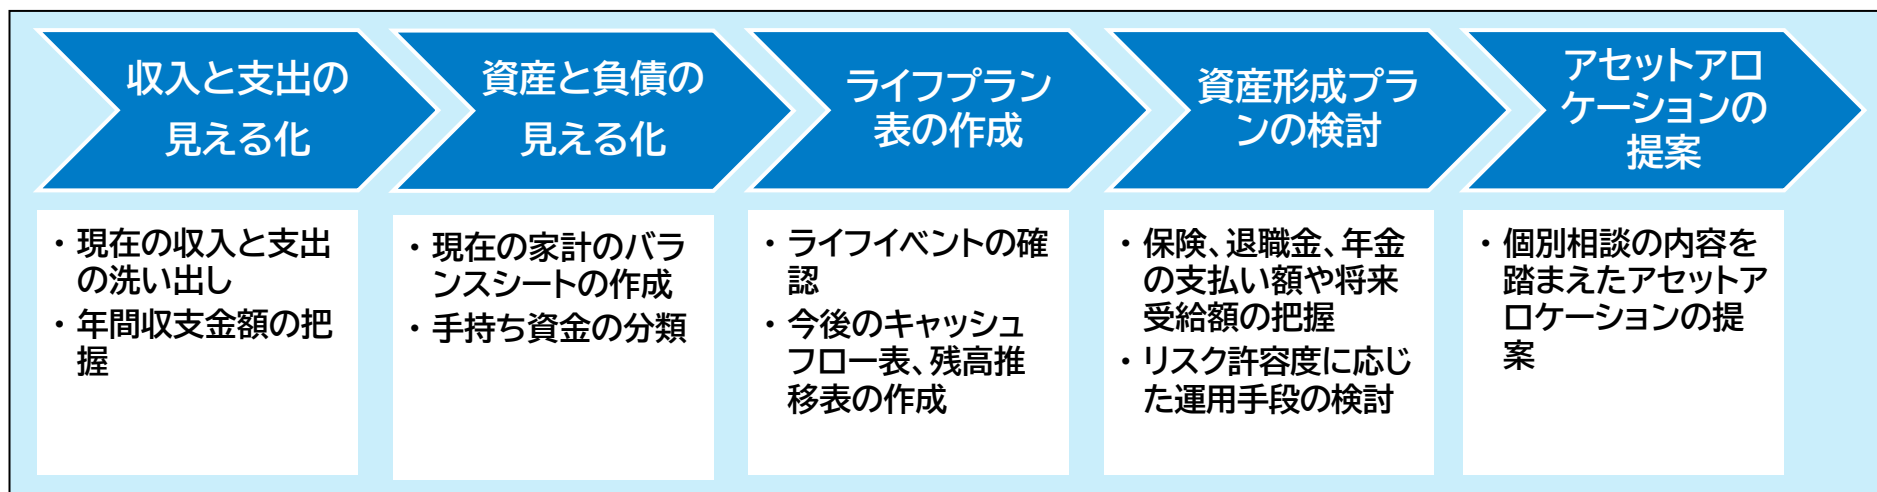 収入と支出の
見える化
・現在の収入と支出
の洗い出し
・年間収支金額の把
握
資産と負債の
見える化
・現在の家計のバラ
ンスシートの作成
・手持ち資金の分類
ライフプラン
表の作成
・ライフイベントの確
認
・今後のキャッシュ
フロー表、残高推
移表の作成
資産形成プラ
ンの検討
・保険、退職金、年金
の支払い額や将来
受給額の把握
・リスク許容度に応じ
た運用手段の検討
アセットアロ
ケーションの
提案
・個別相談の内容を
踏まえたアセットア
ロケーションの提
案